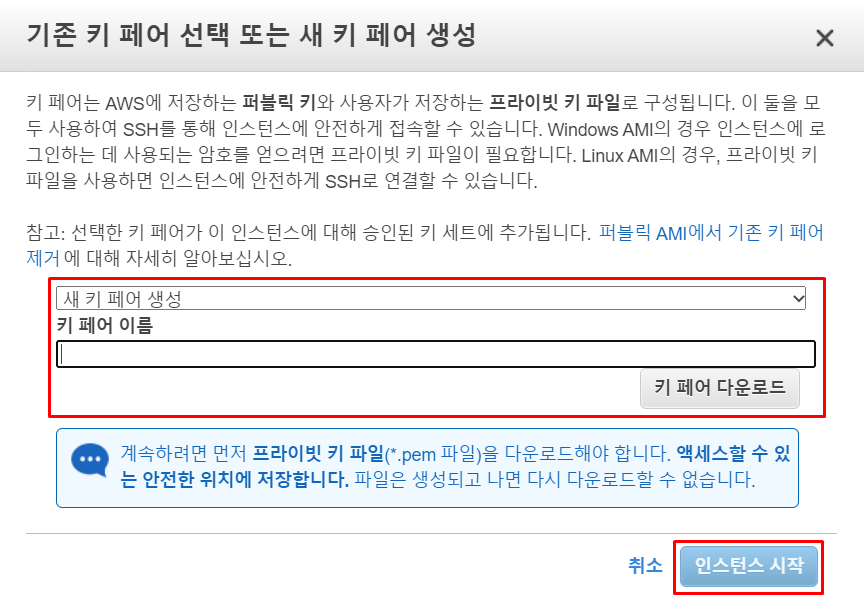 기존 키 페어 선택 또는 새 키 페어 생성
키 페어는 AWS에 저장하는 퍼블릭 키와 사용자가 저장하는 프라이빗 키 파일로 구성됩니다. 이 둘을 모
두 사용하여 SSH를 통해 인스턴스에 안전하게 접속할 수 있습니다. Windows AMI의 경우 인스턴스에 로
그인하는 데 사용되는 암호를 얻으려면 프라이빗 키 파일이 필요합니다. Linux AMI의 경우, 프라이빗 키
파일을 사용하면 인스턴스에 안전하게 SSH로 연결할 수 있습니다.
참고: 선택한 키 페어가 이 인스턴스에 대해 승인된 키 세트에 추가됩니다. 퍼블릭 AMI에서 기존 키 페어
제거에 대해 자세히 알아보십시오.
새 키 페어 생성
키 페어 이름
키 페어 다운로드
계속하려면 먼저 프라이빗 키 파일(*.pem 파일)을 다운로드해야 합니다. 액세스할 수 있
는 안전한 위치에 저장합니다. 파일은 생성되고 나면 다시 다운로드할 수 없습니다.
취소
인스턴스 시작